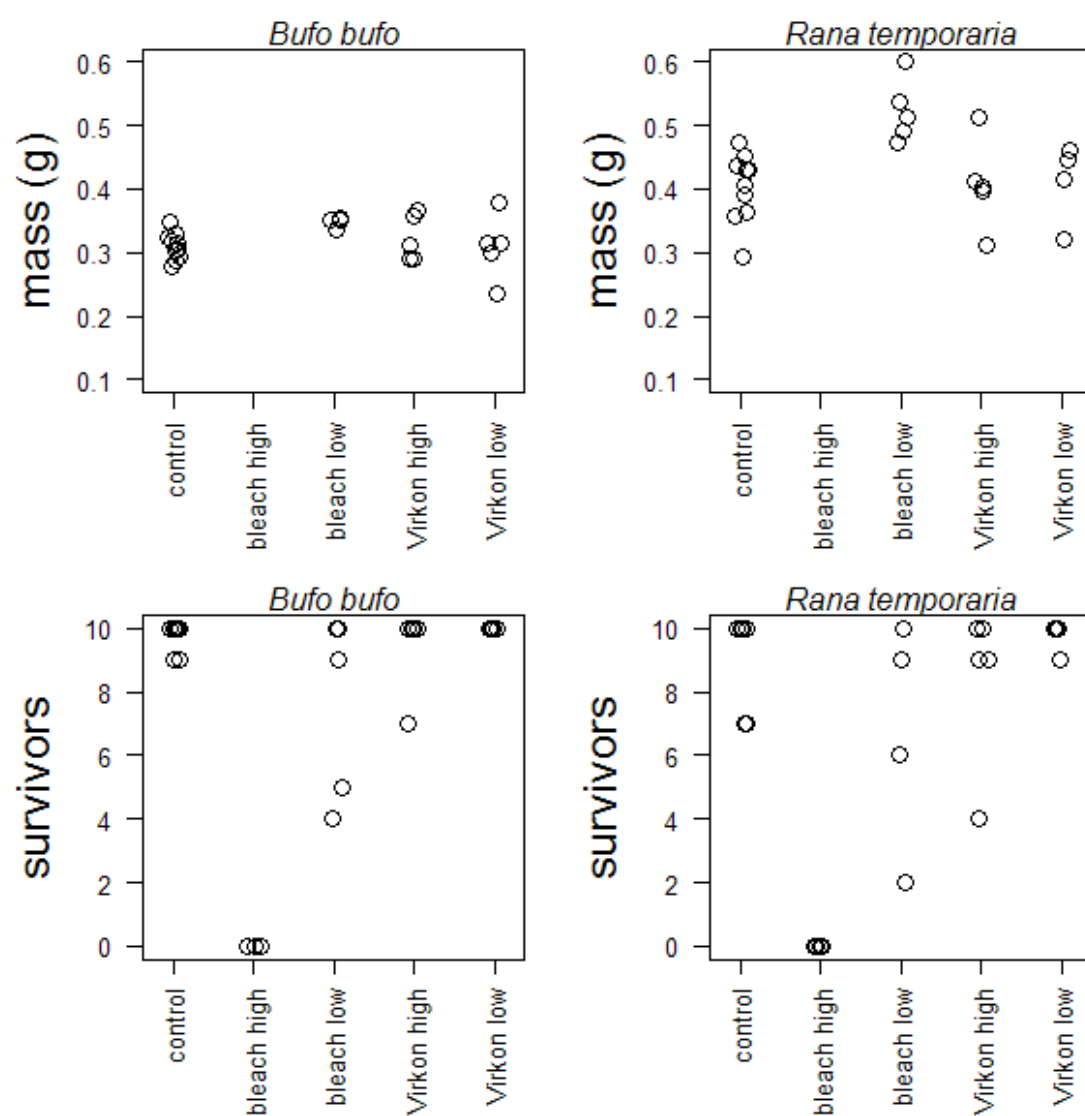 Bufo bufo
mass (g)
0.6
0.5
0.4
0.3
0.2
0.1
control
bleach high
bleach low
Virkon high
Virkon low
Rana temporaria
mass (g)
0.6
0.5
0.4
0.3
0.2
0.1
control
bleach high
bleach low
Virkon high
Virkon low
Bufo bufo
survivors
10
8
6
4
2
0
control
bleach high
bleach low
Virkon high
Virkon low
Rana temporaria
survivors
10
8
6
4
2
0
control
bleach high
bleach low
Virkon high
Virkon low